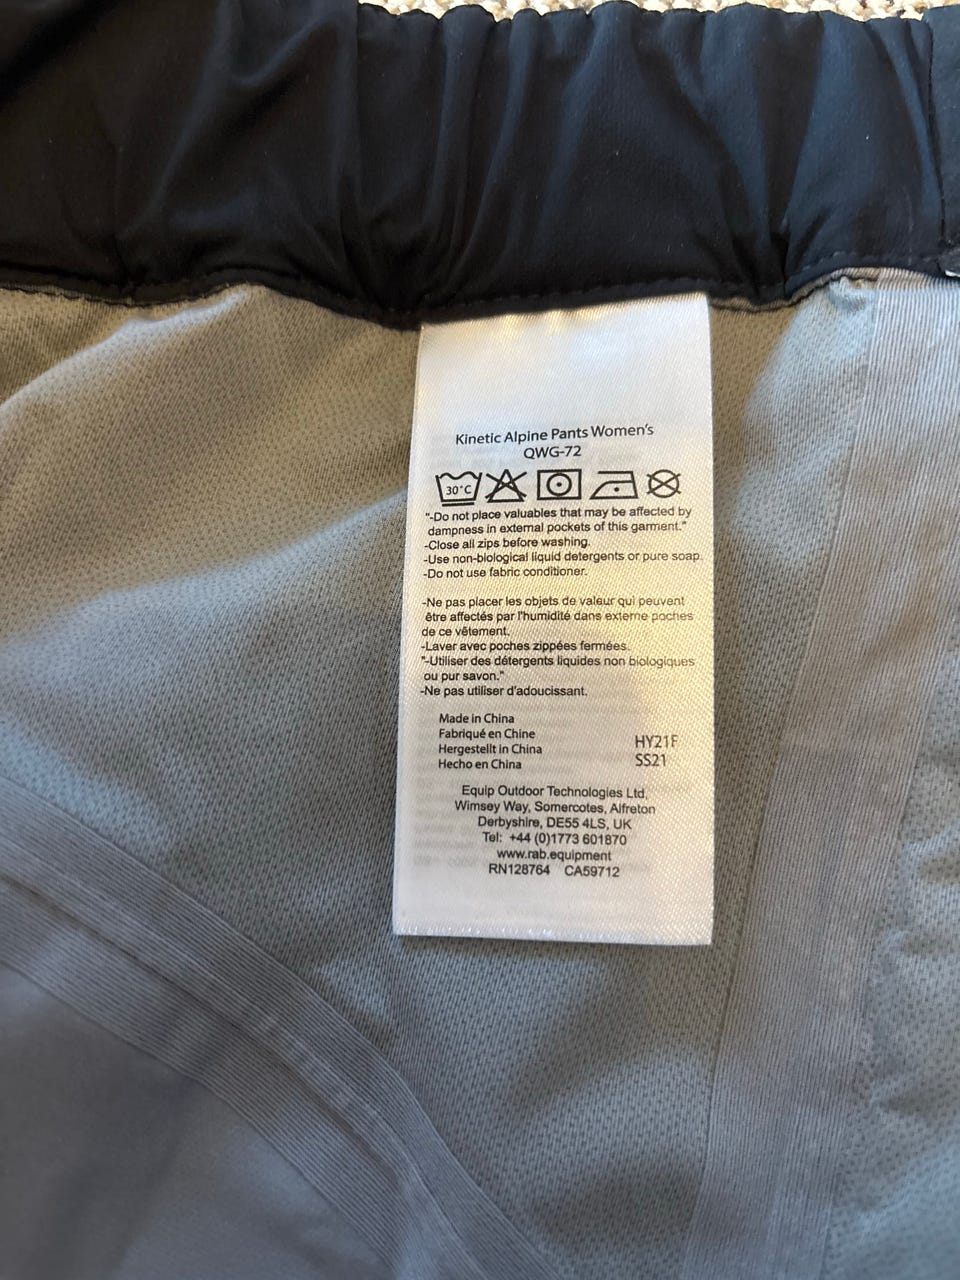 Kinetic Alpine Pants Women's
QWG-72
30°C
"-Do not place valuables that may be affected by
dampness in external pockets of this garment."
-Close all zips before washing.
-Use non-biological liquid detergents or pure soap.
-Do not use fabric conditioner.
-Ne pas placer les objets de valeur qui peuvent
être affectés par l'humidité dans externe poches
de ce vêtement.
-Laver avec poches zippées fermées.
"-Utiliser des détergents liquides non biologiques
ou pur savon."
-Ne pas utiliser d'adoucissant.
Made in China
Fabriqué en Chine
Hergestellt in China
Hecho en China
HY21F
SS21
Equip Outdoor Technologies Ltd,
Wimsey Way, Somercotes, Alfreton
Derbyshire, DE55 4LS, UK
Tel: +44 (0)1773 601870
www.rab.equipment
RN128764 CA59712